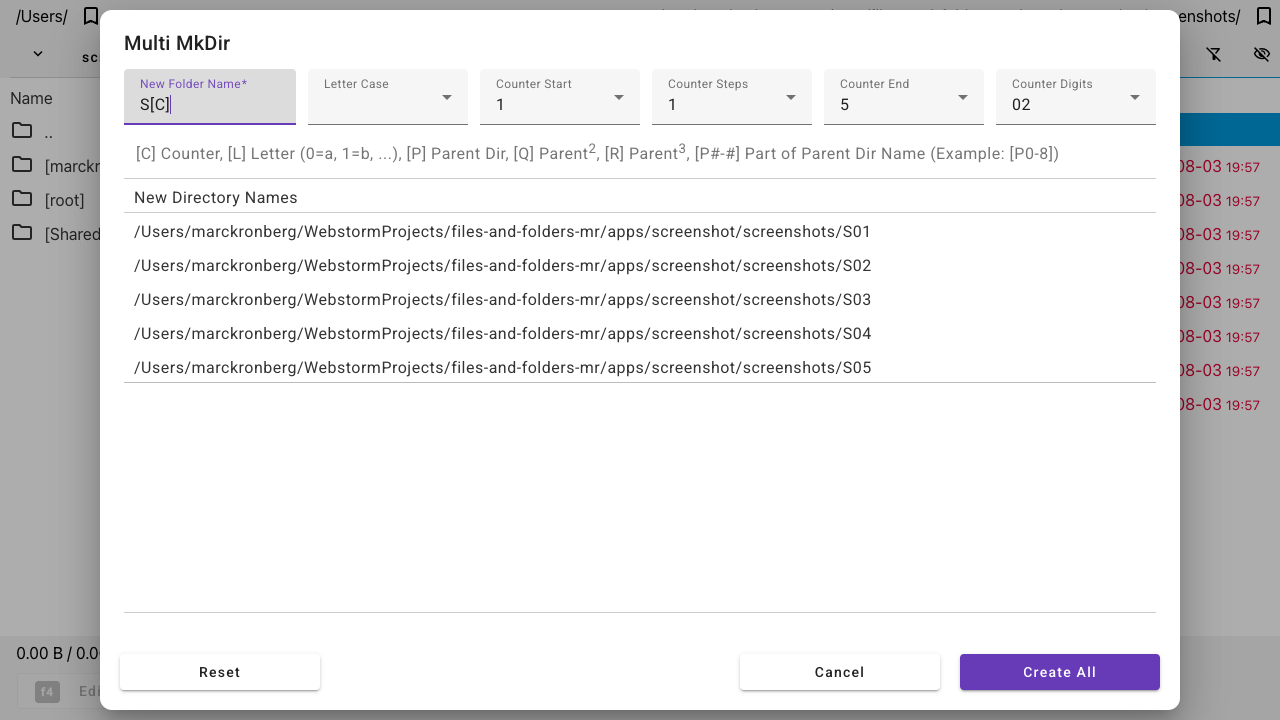 /Users/
enshots/
Multi MkDir
New Folder Name*
S[C]
Letter Case
Counter Start
1
Counter Steps
1
Counter End
5
Counter Digits
02
[C] Counter, [L] Letter (0=a, 1=b, ...), [P] Parent Dir, [Q] Parent², [R] Parent³, [P#-#] Part of Parent Dir Name (Example: [P0-8])
New Directory Names
/Users/marckronberg/WebstormProjects/files-and-folders-mr/apps/screenshot/screenshots/S01
/Users/marckronberg/WebstormProjects/files-and-folders-mr/apps/screenshot/screenshots/S02
/Users/marckronberg/WebstormProjects/files-and-folders-mr/apps/screenshot/screenshots/S03
/Users/marckronberg/WebstormProjects/files-and-folders-mr/apps/screenshot/screenshots/S04
/Users/marckronberg/WebstormProjects/files-and-folders-mr/apps/screenshot/screenshots/S05
Reset
Cancel
Create All
sc
Name
..
[marckr
[root]
[Shared
0.00 B / 0.0
f4 Edi
08-03 19:57
08-03 19:57
08-03 19:57
08-03 19:57
08-03 19:57
08-03 19:57
08-03 19:57
08-03 19:57